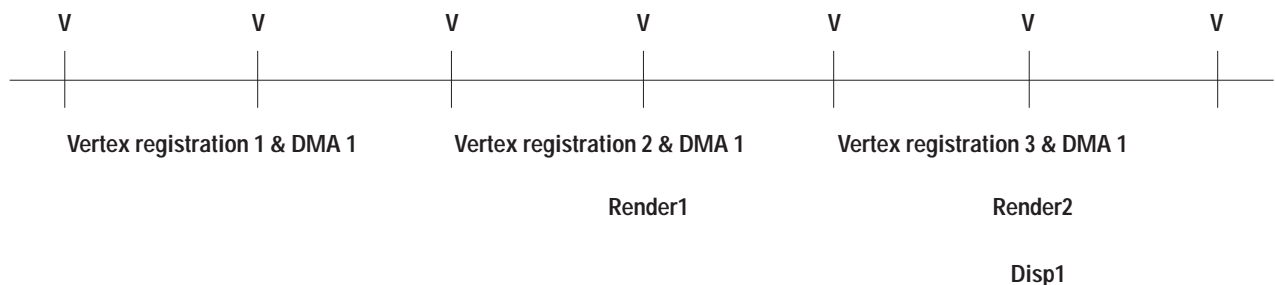 V V V V V V V
Vertex registration 1 & DMA 1 Vertex registration 2 & DMA 1 Vertex registration 3 & DMA 1
Render1 Render2
Disp1